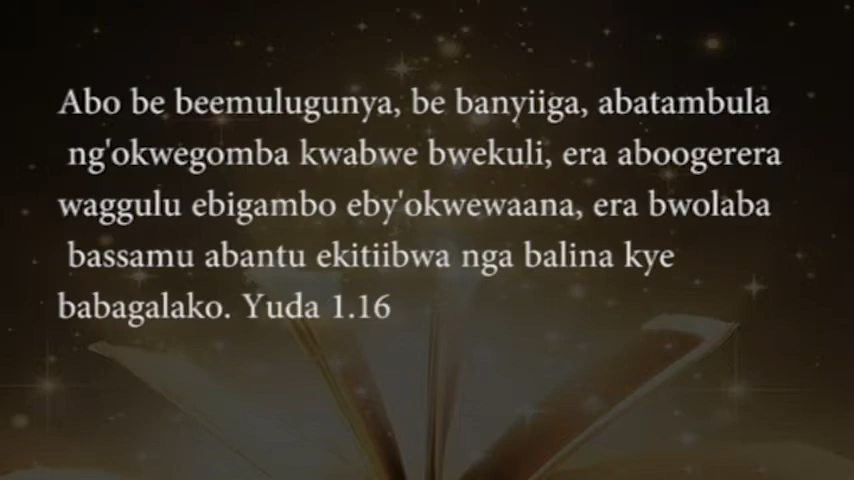 Abo be beemulugunya, be banyiiga, abatambula
ng'okwegomba kwabwe bwekuli, era aboogerera
waggulu ebigambo eby'okwewaana, era bwolaba
bassamu abantu ekitiibwa nga balina kye
babagalako. Yuda 1.16